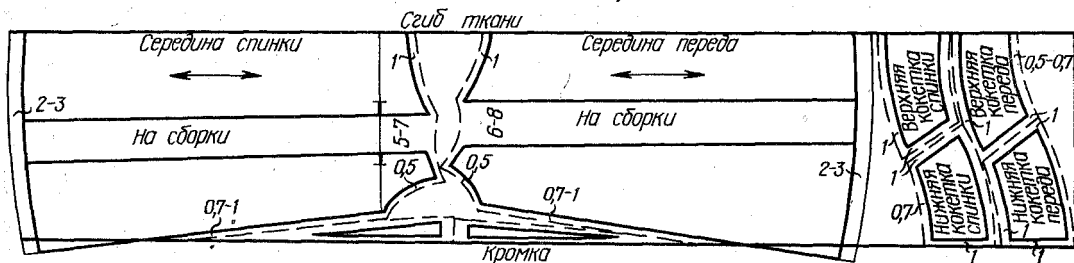 Сгиб ткани
Середина спинки
1
1
Середина переда
0,5-0,7
Верхняя
кокетка
спинки
Верхняя
кокетка
переда
2-3
На сборки
5-7
6-8
На сборки
1
1
1
1
0,5
0,5
2-3
0,7
Нижняя
кокетка
спинки
Нижняя
кокетка
переда
0,7-1
0,7-1
1
1
1
Кромка